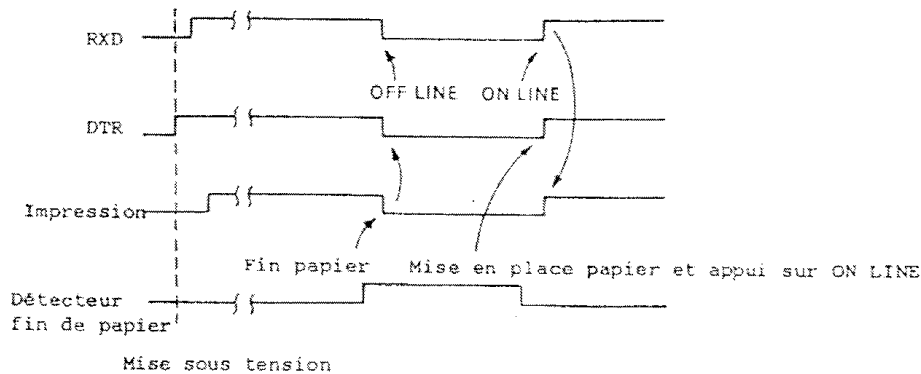 RXD
OFF LINE ON LINE
DTR
Impression
Fin papier Mise en place papier et appui sur ON LINE
Détecteur
fin de papier
Mise sous tension